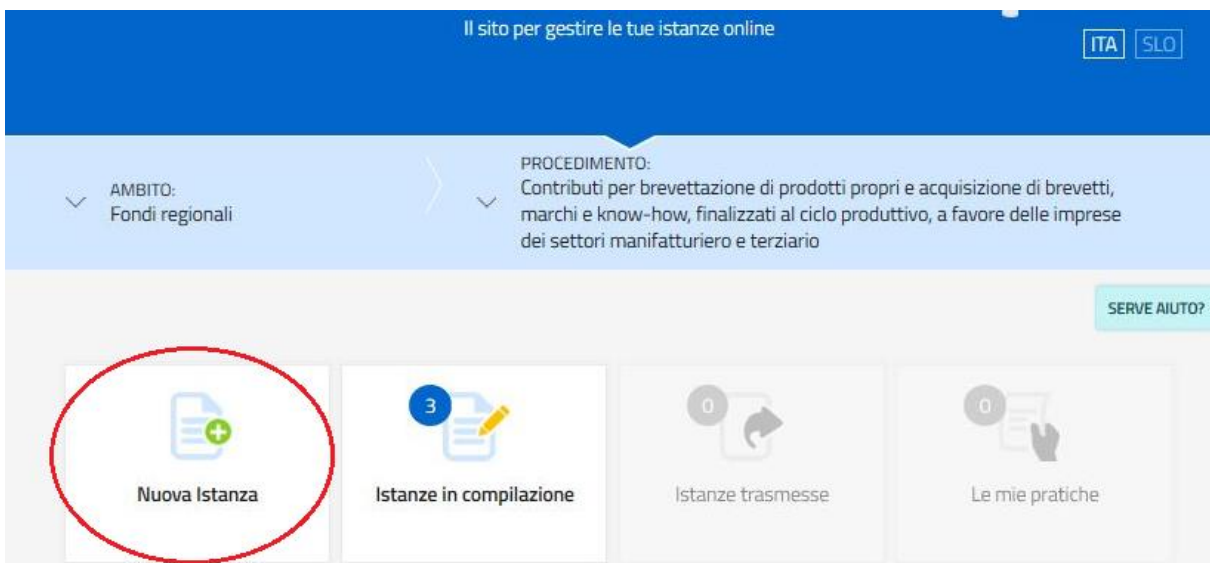 Il sito per gestire le tue istanze online
ITA SLO
AMBITO:
Fondi regionali
PROCEDIMENTO:
Contributi per brevettazione di prodotti propri e acquisizione di brevetti,
marchi e know-how, finalizzati al ciclo produttivo, a favore delle imprese
dei settori manifatturiero e terziario
SERVE AIUTO?
3
0
0
Nuova Istanza
Istanze in compilazione
Istanze trasmesse
Le mie pratiche